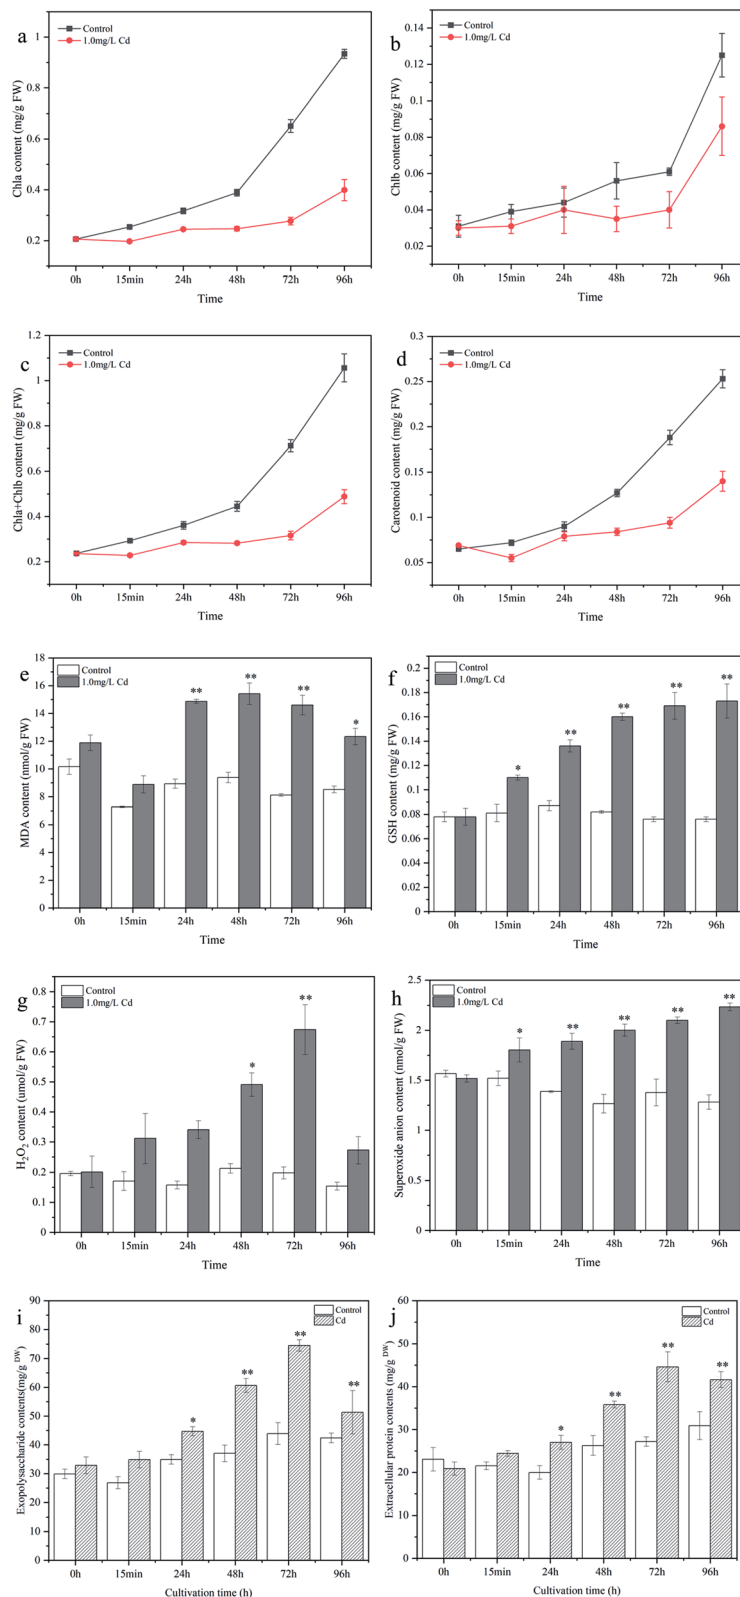 a
Control
1.0mg/L Cd
Chla content (mg/g FW)
1
0.8
0.6
0.4
0.2
0h 15min 24h 48h 72h 96h
Time
b
Control
1.0mg/L Cd
Chlb content (mg/g FW)
0.14
0.12
0.1
0.08
0.06
0.04
0.02
0h 15min 24h 48h 72h 96h
Time
c
Control
1.0mg/L Cd
Chla+Chlb content (mg/g FW)
1.2
1
0.8
0.6
0.4
0.2
0h 15min 24h 48h 72h 96h
Time
d
Control
1.0mg/L Cd
Carotenoid content (mg/g FW)
0.3
0.25
0.2
0.15
0.1
0.05
0h 15min 24h 48h 72h 96h
Time
e
Control
1.0mg/L Cd
MDA content (nmol/g FW)
18
16
14
12
10
8
6
4
2
0
** ** ** *
0h 15min 24h 48h 72h 96h
Time
f
Control
1.0mg/L Cd
GSH content (mg/g FW)
0.2
0.18
0.16
0.14
0.12
0.1
0.08
0.06
0.04
0.02
0
* ** ** ** **
0h 15min 24h 48h 72h 96h
Time
g
Control
1.0mg/L Cd
H₂O₂ content (umol/g FW)
0.8
0.7
0.6
0.5
0.4
0.3
0.2
0.1
0
* **
0h 15min 24h 48h 72h 96h
Time
h
Control
1.0mg/L Cd
Superoxide anion content (nmol/g FW)
2.5
2
1.5
1
0.5
0
* ** ** ** **
0h 15min 24h 48h 72h 96h
Time
i
Control
Cd
Exopolysaccharide contents(mg/g DW)
90
80
70
60
50
40
30
20
10
0
* ** ** **
0h 15min 24h 48h 72h 96h
Cultivation time (h)
j
Control
Cd
Extracellular protein contents (mg/g DW)
60
50
40
30
20
10
0
* ** ** **
0h 15min 24h 48h 72h 96h
Cultivation time (h)